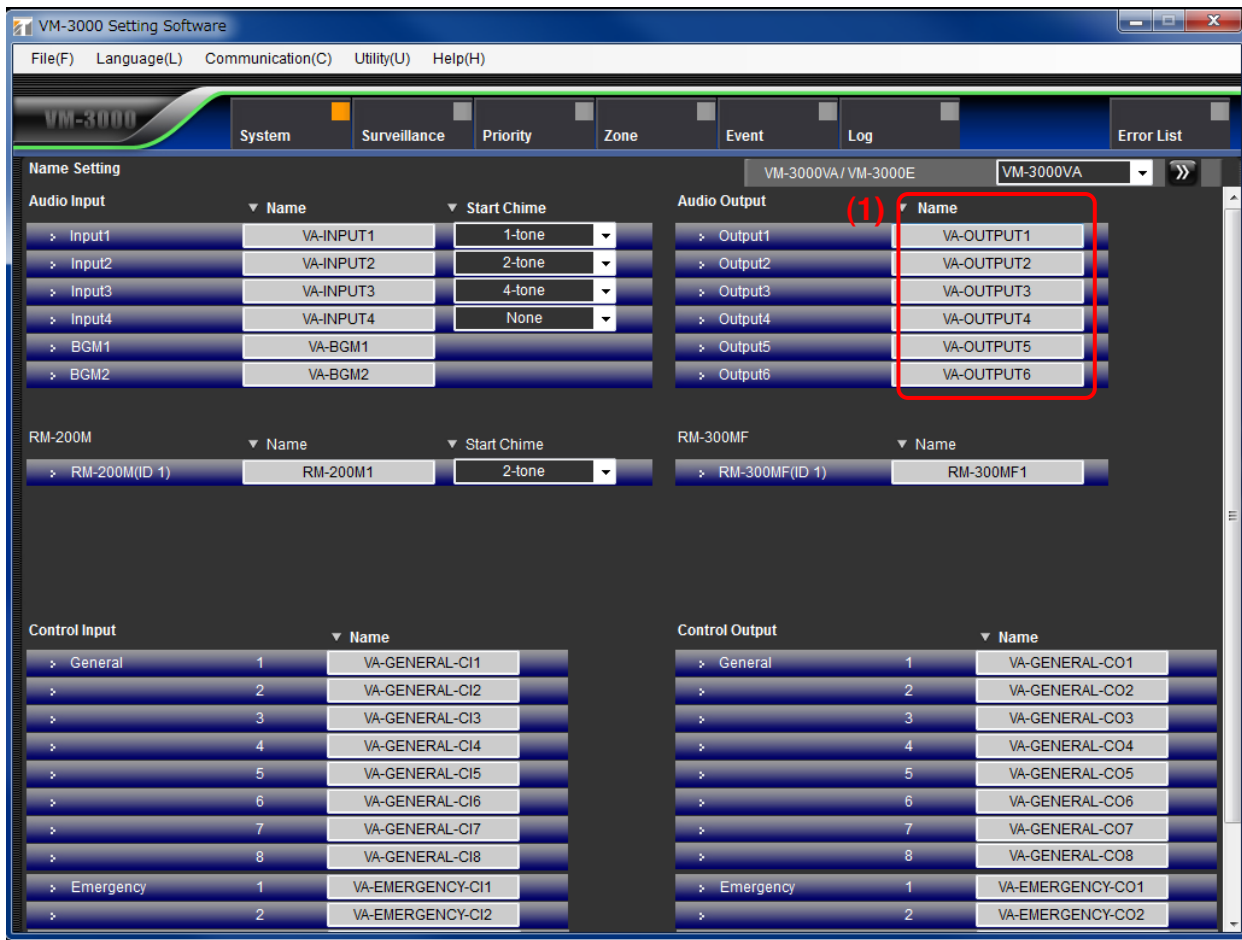 VM-3000 Setting Software
File(F) Language(L) Communication(C) Utility(U) Help(H)
VM-3000
System Surveillance Priority Zone Event Log Error List
Name Setting VM-3000VA / VM-3000E VM-3000VA
Audio Input ▼ Name ▼ Start Chime Audio Output (1) ▼ Name
Input1 VA-INPUT1 1-tone Output1 VA-OUTPUT1
Input2 VA-INPUT2 2-tone Output2 VA-OUTPUT2
Input3 VA-INPUT3 4-tone Output3 VA-OUTPUT3
Input4 VA-INPUT4 None Output4 VA-OUTPUT4
BGM1 VA-BGM1 Output5 VA-OUTPUT5
BGM2 VA-BGM2 Output6 VA-OUTPUT6
RM-200M ▼ Name ▼ Start Chime RM-300MF ▼ Name
RM-200M(ID 1) RM-200M1 2-tone RM-300MF(ID 1) RM-300MF1
Control Input ▼ Name Control Output ▼ Name
General 1 VA-GENERAL-CI1 General 1 VA-GENERAL-CO1
2 VA-GENERAL-CI2 2 VA-GENERAL-CO2
3 VA-GENERAL-CI3 3 VA-GENERAL-CO3
4 VA-GENERAL-CI4 4 VA-GENERAL-CO4
5 VA-GENERAL-CI5 5 VA-GENERAL-CO5
6 VA-GENERAL-CI6 6 VA-GENERAL-CO6
7 VA-GENERAL-CI7 7 VA-GENERAL-CO7
8 VA-GENERAL-CI8 8 VA-GENERAL-CO8
Emergency 1 VA-EMERGENCY-CI1 Emergency 1 VA-EMERGENCY-CO1
2 VA-EMERGENCY-CI2 2 VA-EMERGENCY-CO2